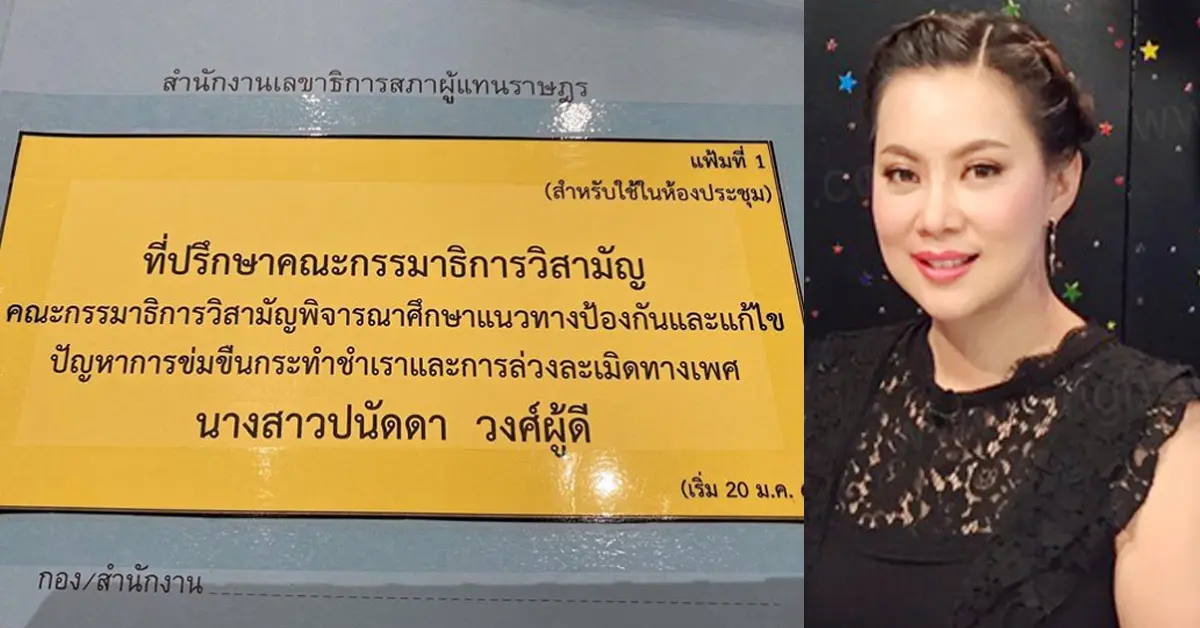 สำนักงานเลขาธิการสภาผู้แทนราษฎร
แฟ้มที่ 1
(สำหรับใช้ในห้องประชุม)
ที่ปรึกษาคณะกรรมาธิการวิสามัญ
คณะกรรมาธิการวิสามัญพิจารณาศึกษาแนวทางป้องกันและแก้ไข
ปัญหาการข่มขืนกระทำชำเราและการล่วงละเมิดทางเพศ
นางสาวปนัดดา วงศ์ผู้ดี
(เริ่ม 20 ม.ค.
กอง/สำนักงาน